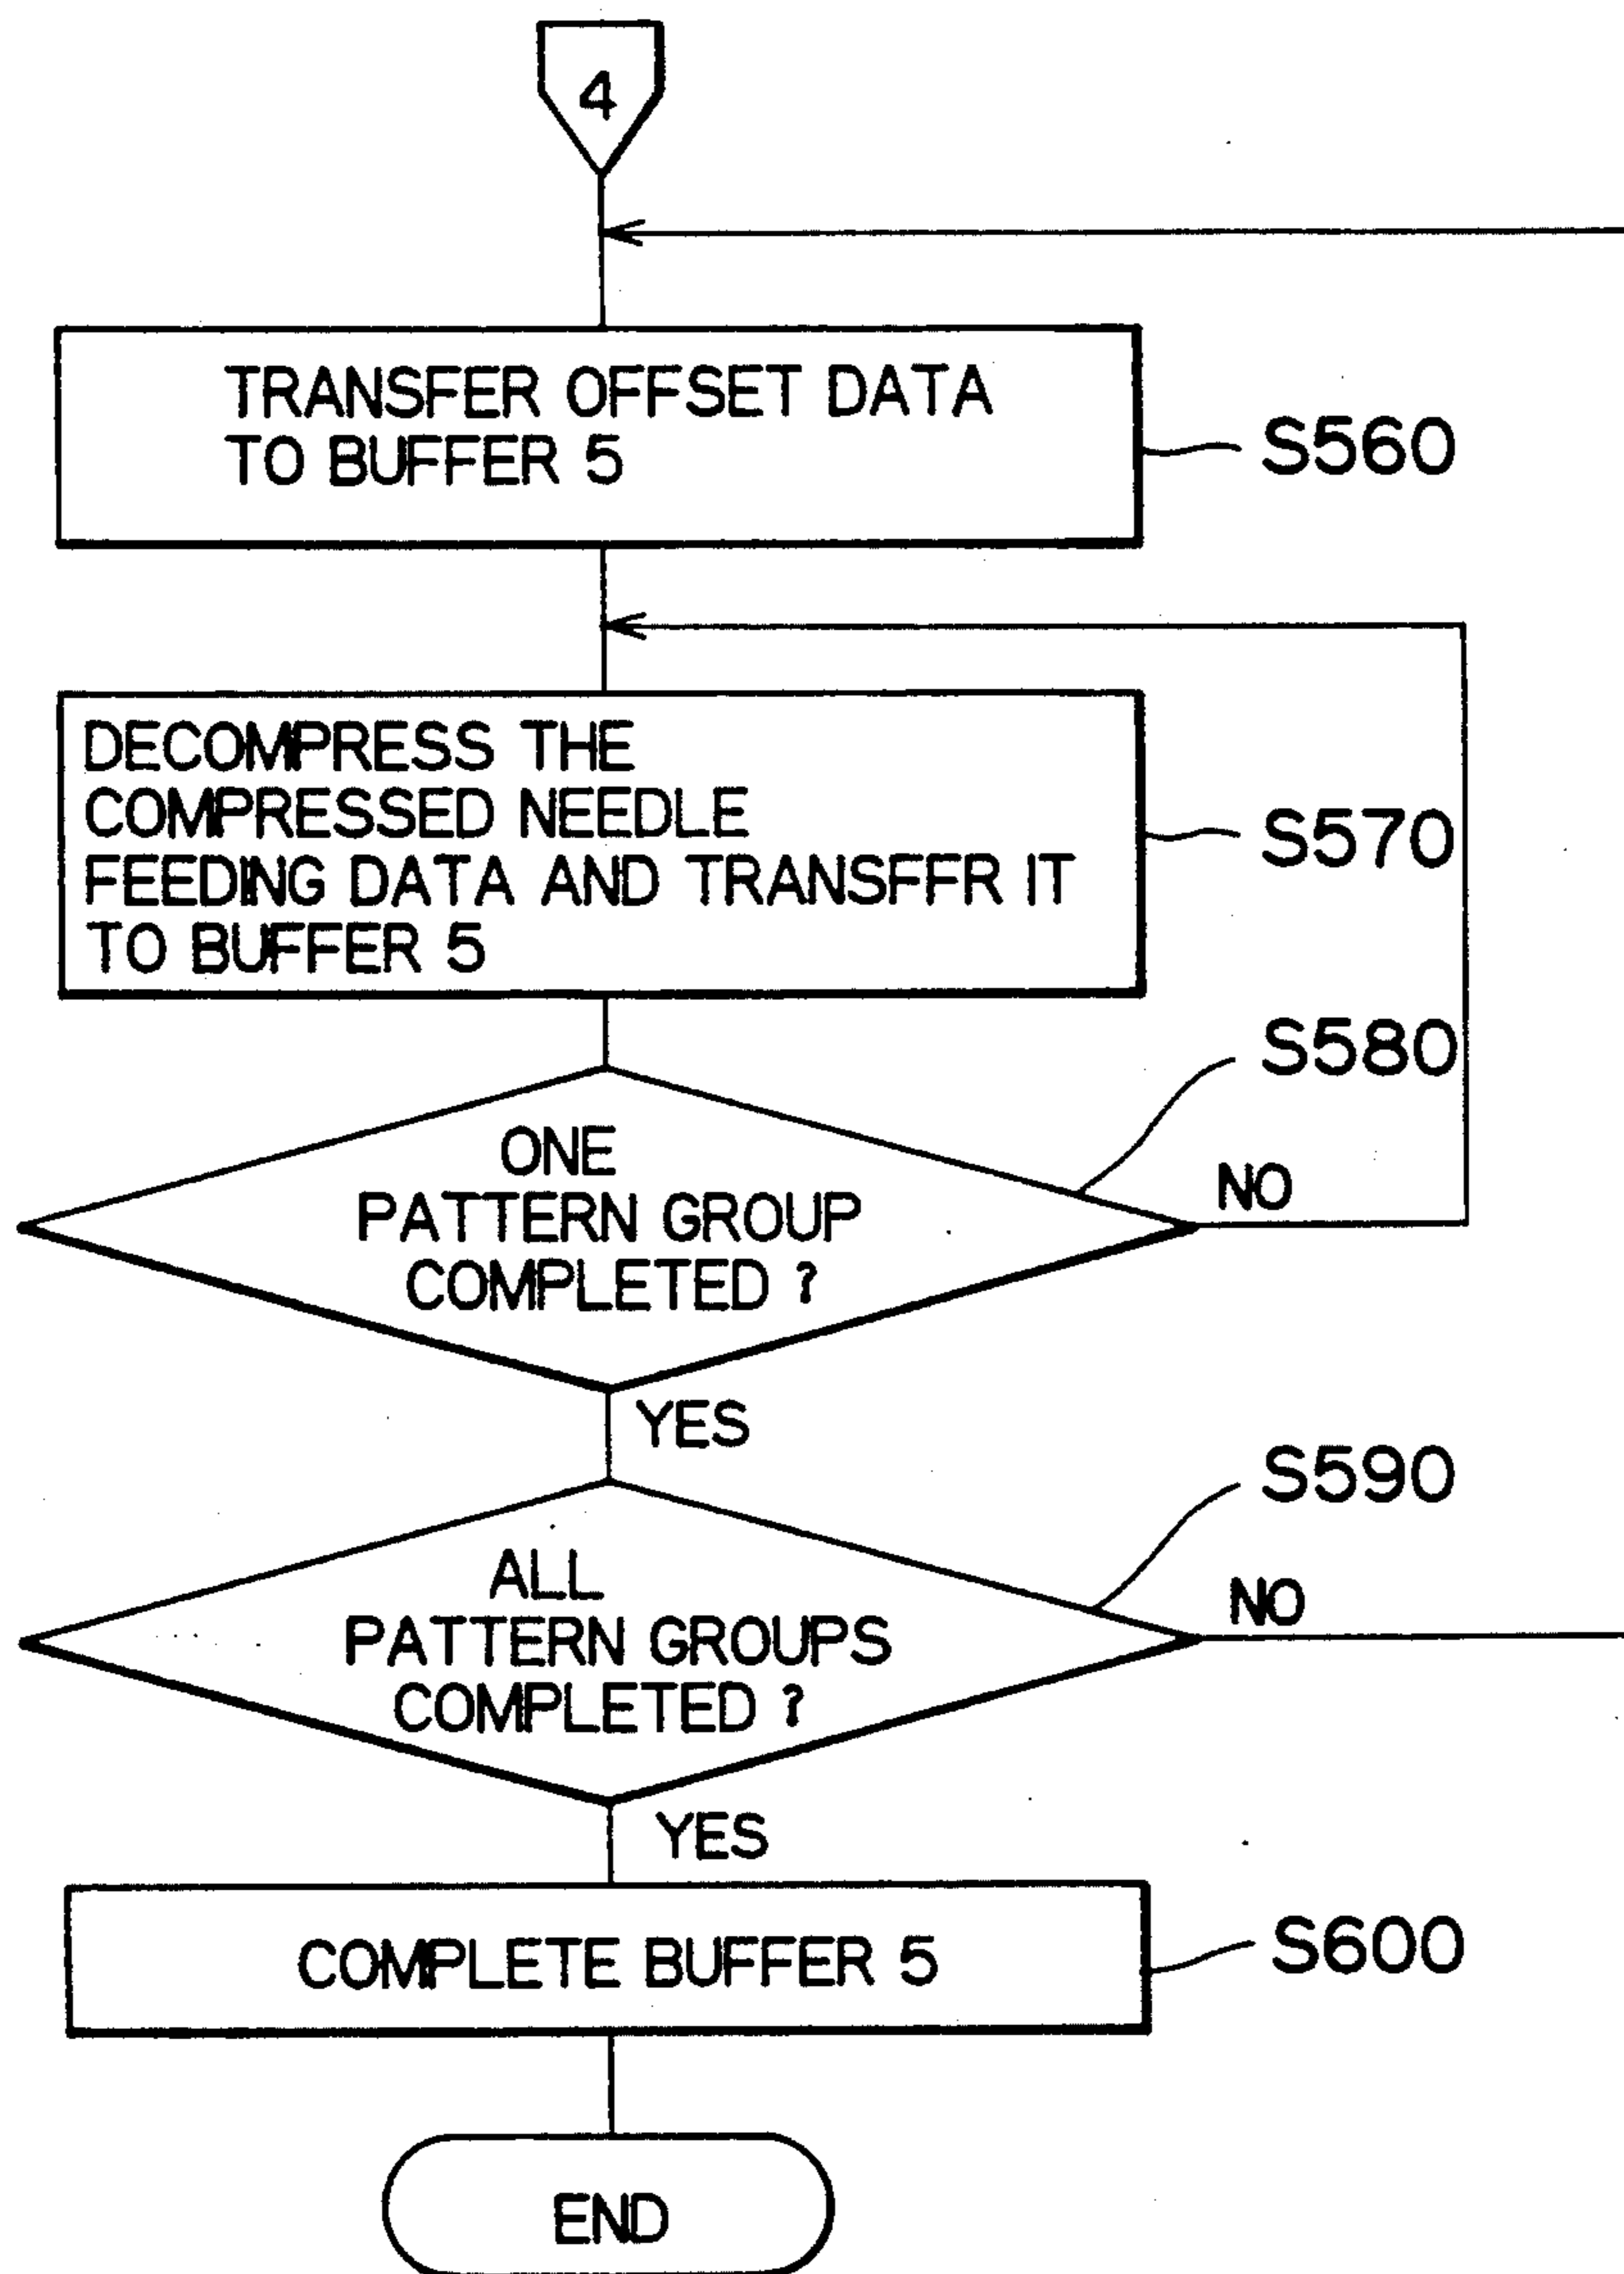 4
TRANSFER OFFSET DATA
TO BUFFER 5
S560
DECOMPRESS THE
COMPRESSED NEEDLE
FEEDING DATA AND TRANSFFR IT
TO BUFFER 5
S570
S580
ONE
PATTERN GROUP
COMPLETED ?
NO
YES
S590
ALL
PATTERN GROUPS
COMPLETED ?
NO
YES
COMPLETE BUFFER 5
S600
END